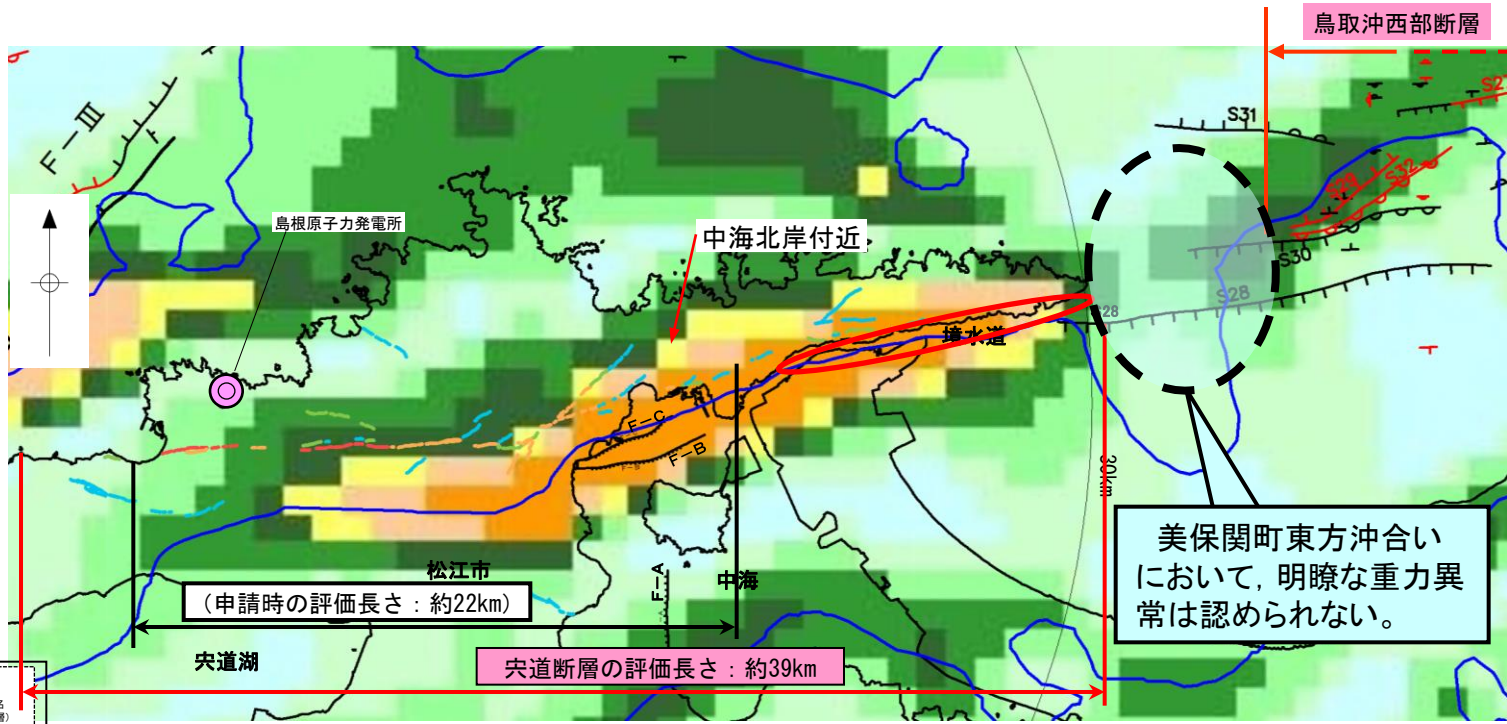 鳥取沖西部断層
F－Ⅲ
S31
S27
S29
S32
S30
S28
S28
島根原子力発電所
中海北岸付近
境水道
F－C
F－B
30km
美保関町東方沖合い
において，明瞭な重力異
常は認められない。
松江市
F－A
中海
（申請時の評価長さ：約22km）
宍道湖
宍道断層の評価長さ：約39km